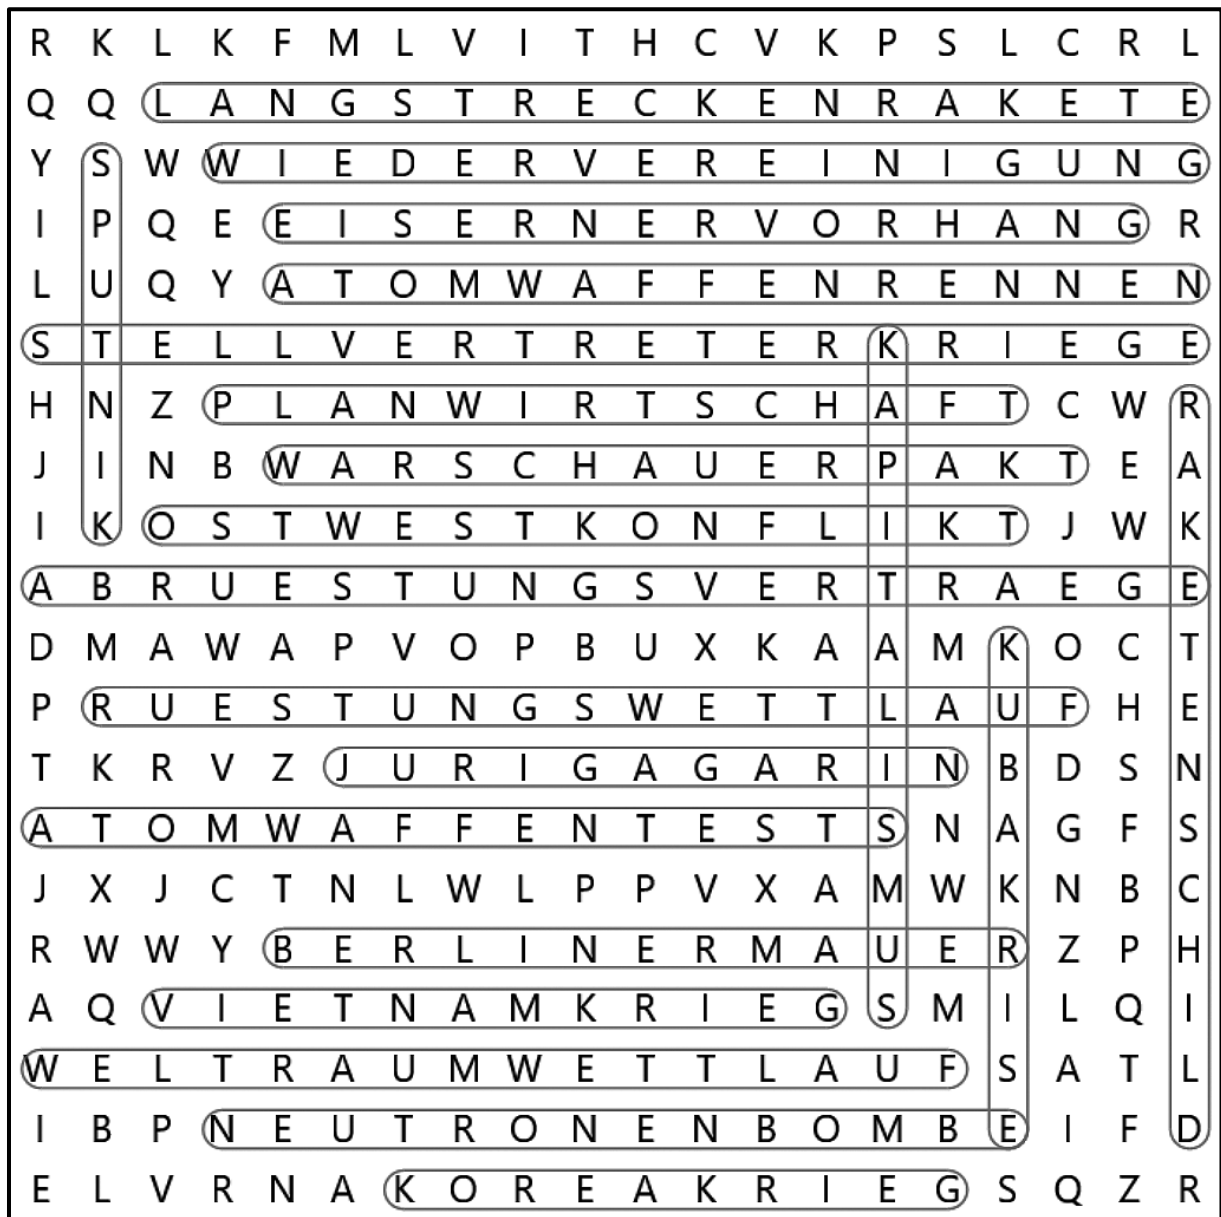 R K L K F M L V I T H C V K P S L C R L
Q Q L A N G S T R E C K E N R A K E T E
Y S W W I E D E R V E R E I N I G U N G
I P Q E E I S E R N E R V O R H A N G R
L U Q Y A T O M W A F F E N R E N N E N
S T E L L V E R T R E T E R K R I E G E
H N Z P L A N W I R T S C H A F T C W R
J I N B W A R S C H A U E R P A K T E A
I K O S T W E S T K O N F L I K T J W K
A B R U E S T U N G S V E R T R A E G E
D M A W A P V O P B U X K A A M K O C T
P R U E S T U N G S W E T T L A U F H E
T K R V Z J U R I G A G A R I N B D S N
A T O M W A F F E N T E S T S N A G F S
J X J C T N L W L P P V X A M W K N B C
R W W Y B E R L I N E R M A U E R Z P H
A Q V I E T N A M K R I E G S M I L Q I
W E L T R A U M W E T T L A U F S A T L
I B P N E U T R O N E N B O M B E I F D
E L V R N A K O R E A K R I E G S Q Z R